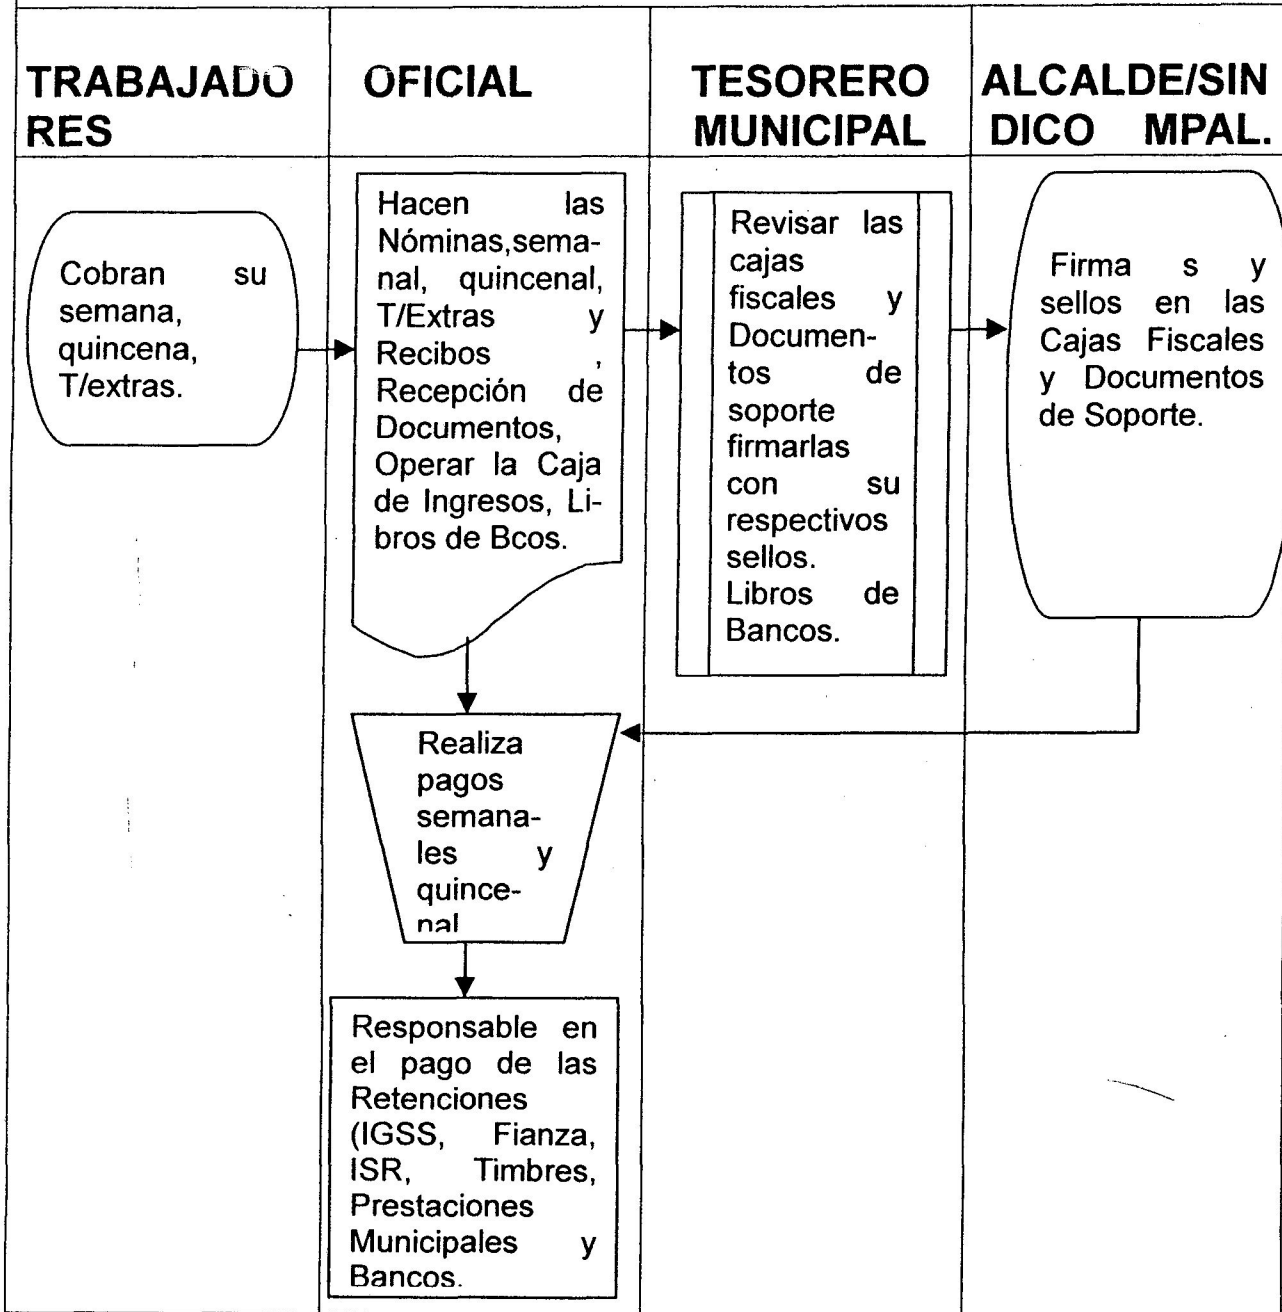 TRABAJADO
RES
OFICIAL
TESORERO
MUNICIPAL
ALCALDE/SIN
DICO MPAL.
Cobran su
semana,
quincena,
T/extras.
Hacen las
Nóminas,sema-
nal, quincenal,
T/Extras y
Recibos ,
Recepción de
Documentos,
Operar la Caja
de Ingresos, Li-
bros de Bcos.
Revisar las
cajas
fiscales y
Documen-
tos de
soporte
firmarlas
con su
respectivos
sellos.
Libros de
Bancos.
Firma s y
sellos en las
Cajas Fiscales
y Documentos
de Soporte.
Realiza
pagos
semana-
les y
quince-
nal
Responsable en
el pago de las
Retenciones
(IGSS, Fianza,
ISR, Timbres,
Prestaciones
Municipales y
Bancos.